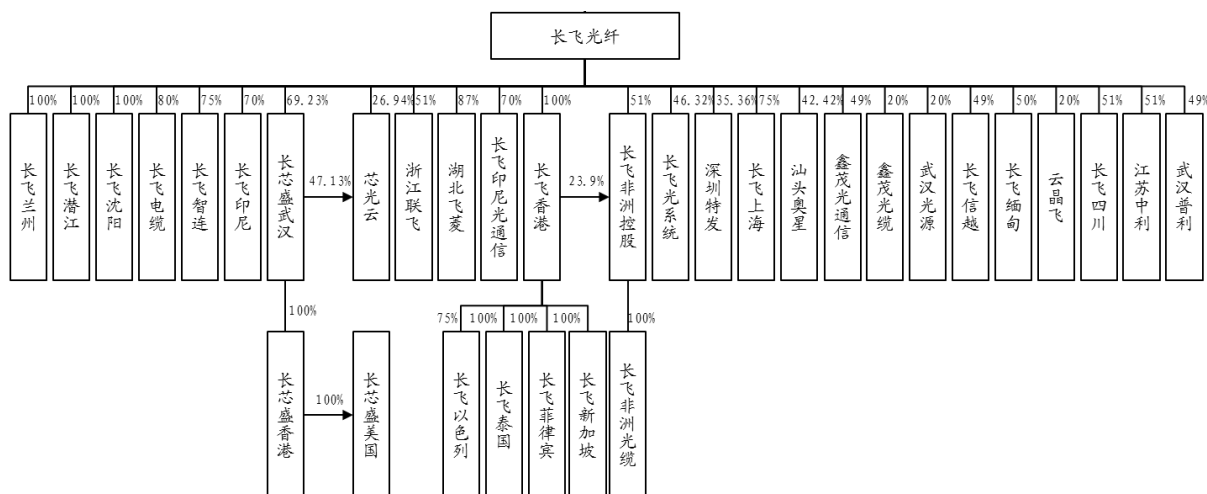 长飞光纤
100% 100% 100% 80% 75% 70% 69.23% 26.94% 51% 87% 70% 100% 51% 46.32% 35.36% 75% 42.42% 49% 20% 20% 49% 50% 20% 51% 51% 49%
长飞兰州
长飞潜江
长飞沈阳
长飞电缆
长飞智连
长飞印尼
长芯盛武汉
47.13%
芯光云
浙江联飞
湖北飞菱
长飞印尼光通信
长飞香港
23.9%
长飞非洲控股
长飞光系统
深圳特发
长飞上海
汕头奥星
鑫茂光通信
鑫茂光缆
武汉光源
长飞信越
长飞缅甸
云晶飞
长飞四川
江苏中利
武汉普利
100%
75% 100% 100% 100% 100%
长芯盛香港
100%
长芯盛美国
长飞以色列
长飞泰国
长飞菲律宾
长飞新加坡
长飞非洲光缆